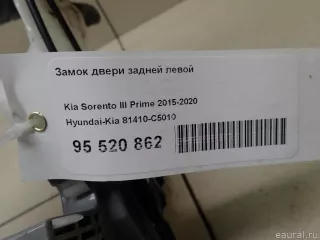 Замок двери задней левой
Kia Sorento III Prime 2015-2020
Hyundai-Kia 81410-C5010
95 520 862
eaural.ru